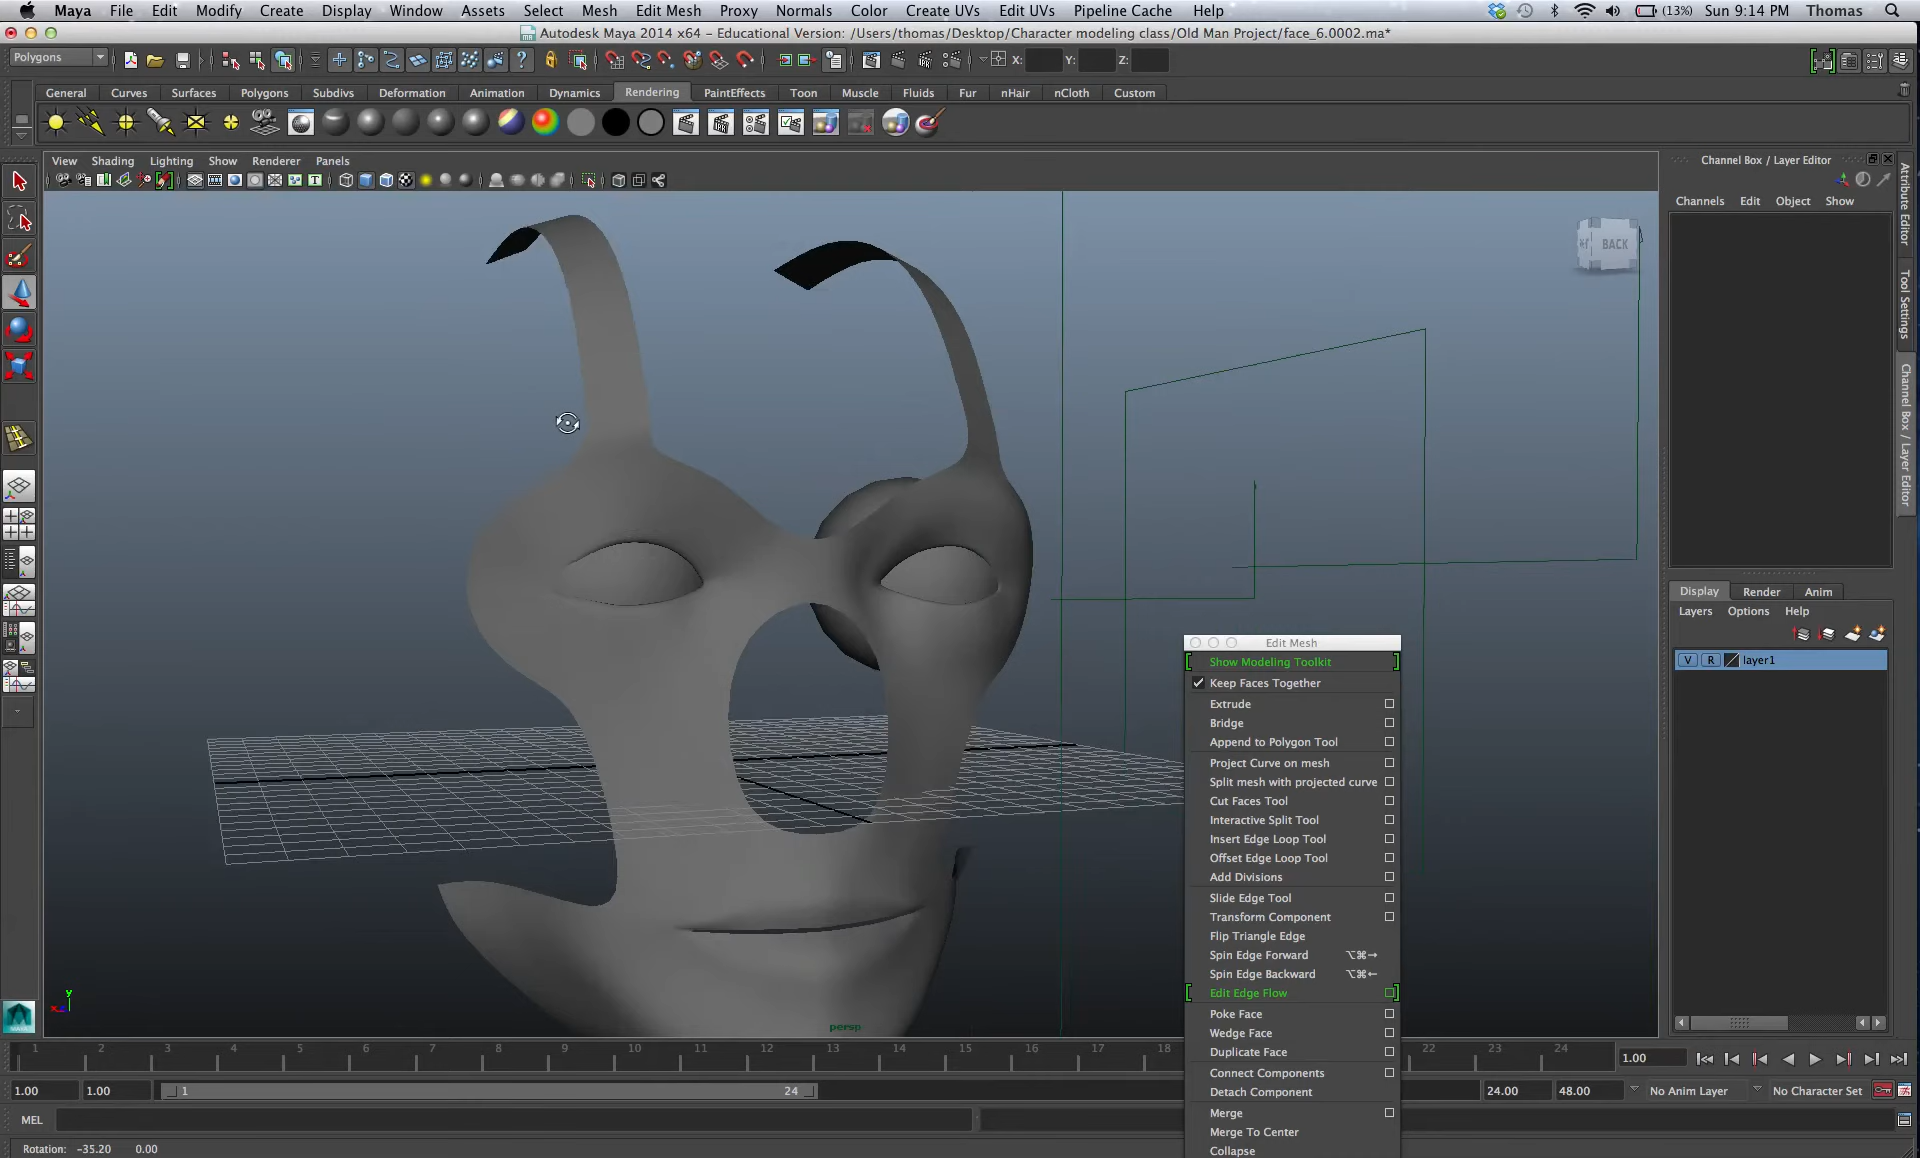 Maya File Edit Modify Create Display Window Assets Select Mesh Edit Mesh Proxy Normals Color Create UVs Edit UVs Pipeline Cache Help (13%) Sun 9:14 PM Thomas
Autodesk Maya 2014 x64 - Educational Version: /Users/thomas/Desktop/Character modeling class/Old Man Project/face_6.0002.ma*
Polygons X: Y: Z:
General Curves Surfaces Polygons Subdivs Deformation Animation Dynamics Rendering PaintEffects Toon Muscle Fluids Fur nHair nCloth Custom
View Shading Lighting Show Renderer Panels
Channel Box / Layer Editor
Channels Edit Object Show
Attribute Editor
Tool Settings
Channel Box / Layer Editor
BACK
Edit Mesh
Show Modeling Toolkit
Keep Faces Together
Extrude
Bridge
Append to Polygon Tool
Project Curve on mesh
Split mesh with projected curve
Cut Faces Tool
Interactive Split Tool
Insert Edge Loop Tool
Offset Edge Loop Tool
Add Divisions
Slide Edge Tool
Transform Component
Flip Triangle Edge
Spin Edge Forward ⌥⌘→
Spin Edge Backward ⌥⌘←
Edit Edge Flow
Poke Face
Wedge Face
Duplicate Face
Connect Components
Detach Component
Merge
Merge To Center
Collapse
Display Render Anim
Layers Options Help
V R layer1
y
persp
1 2 3 4 5 6 7 8 9 10 11 12 13 14 15 16 17 18 22 23 24 1.00
1.00 1.00 1 24 24.00 48.00 No Anim Layer No Character Set
MEL
Rotation: -35.20 0.00